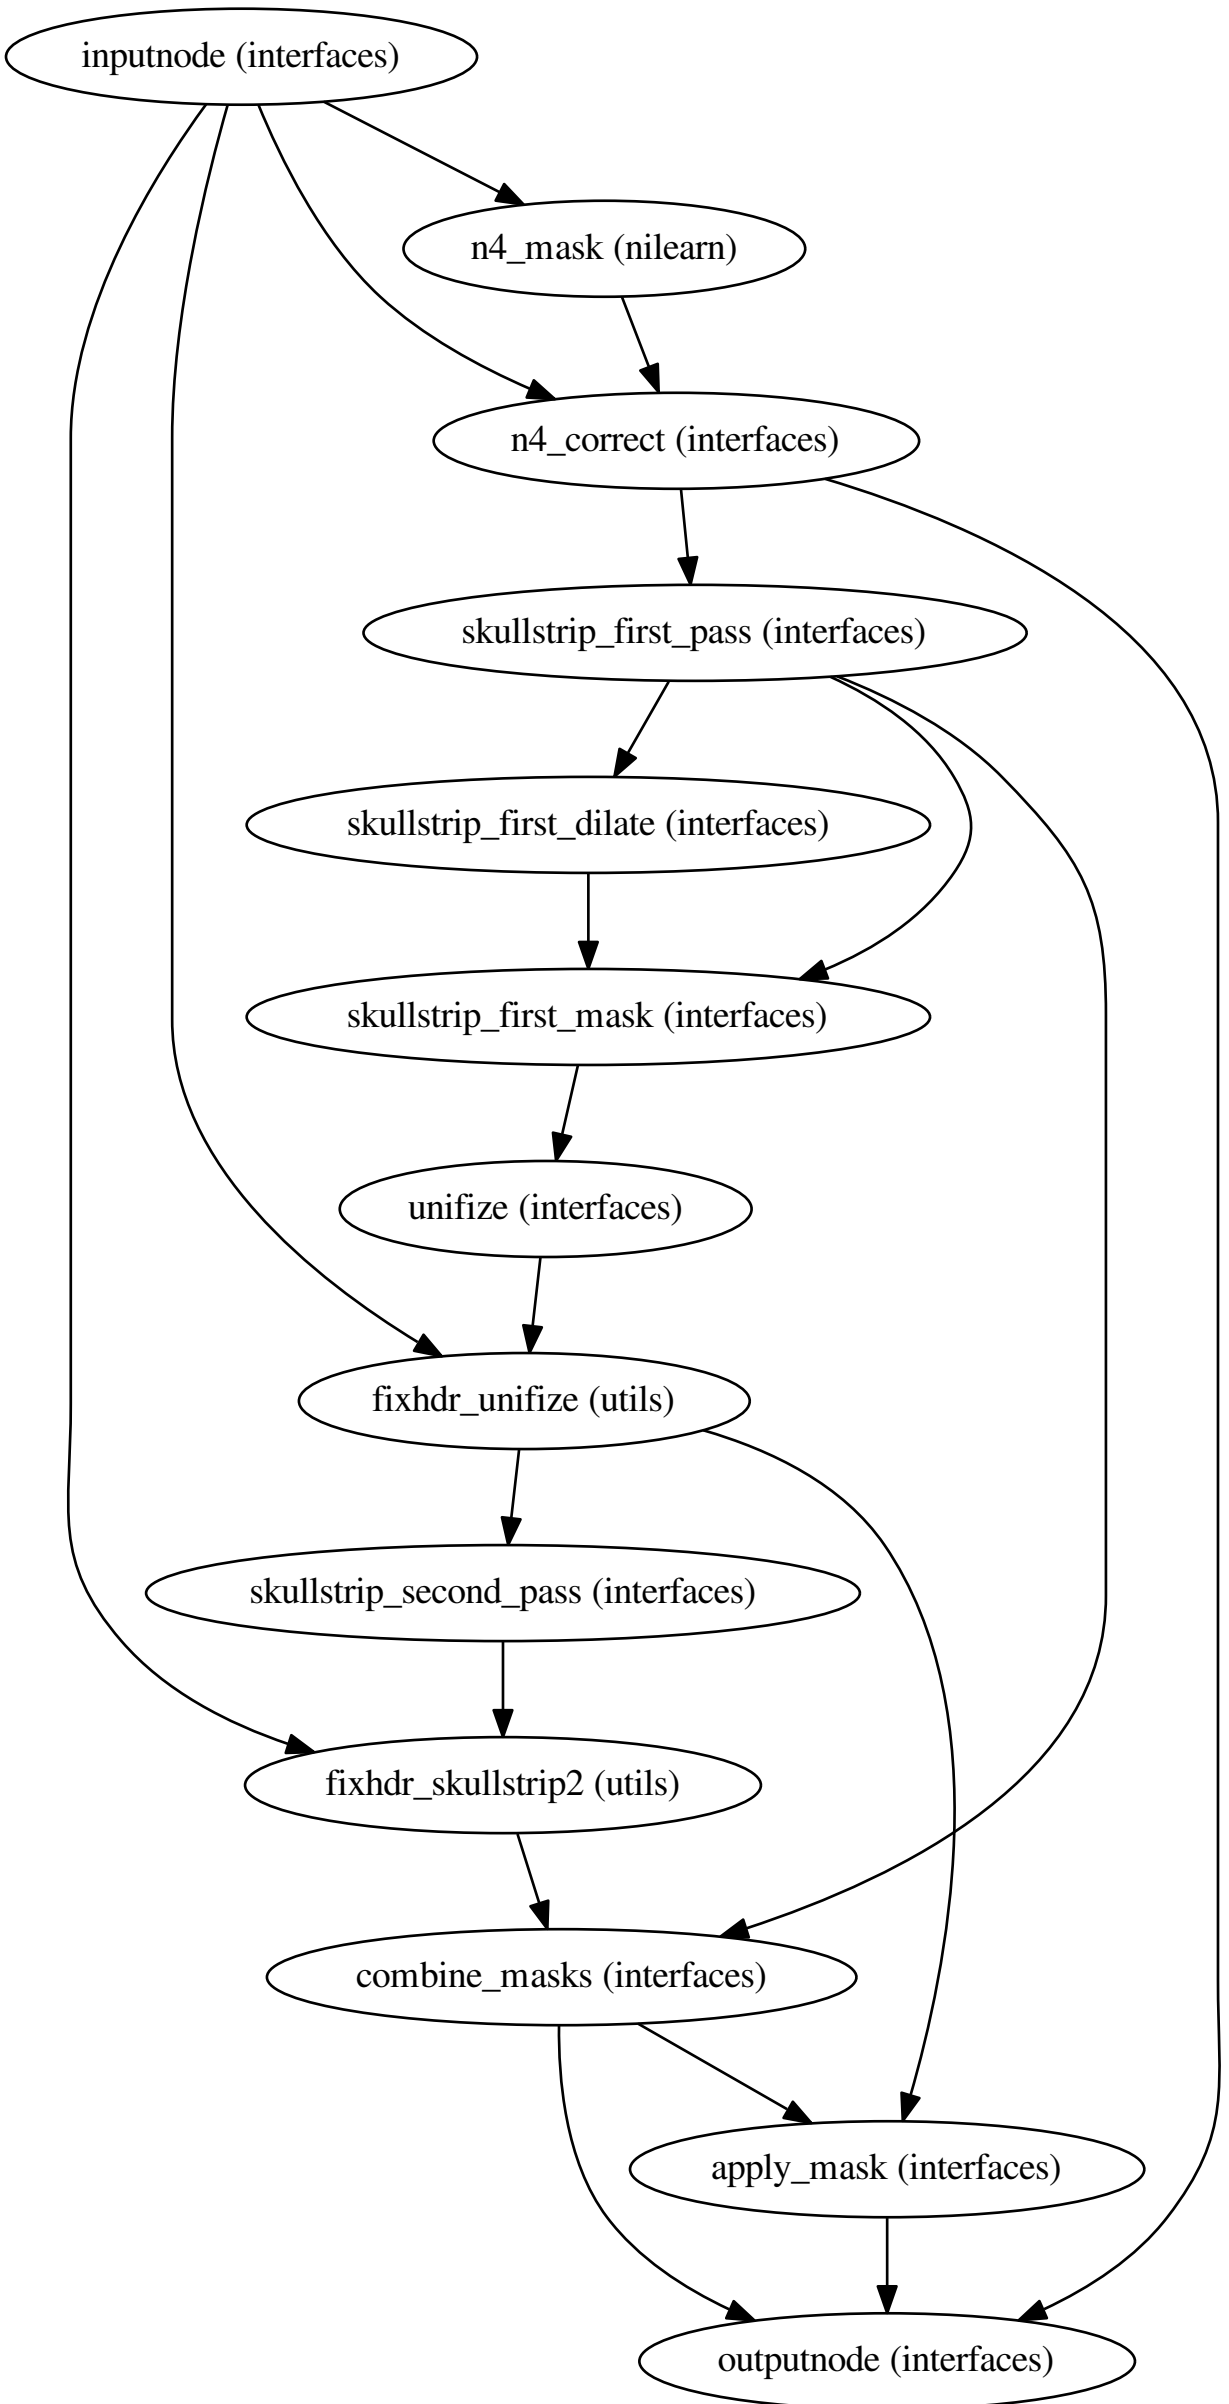 inputnode (interfaces)
n4_mask (nilearn)
n4_correct (interfaces)
skullstrip_first_pass (interfaces)
skullstrip_first_dilate (interfaces)
skullstrip_first_mask (interfaces)
unifize (interfaces)
fixhdr_unifize (utils)
skullstrip_second_pass (interfaces)
fixhdr_skullstrip2 (utils)
combine_masks (interfaces)
apply_mask (interfaces)
outputnode (interfaces)